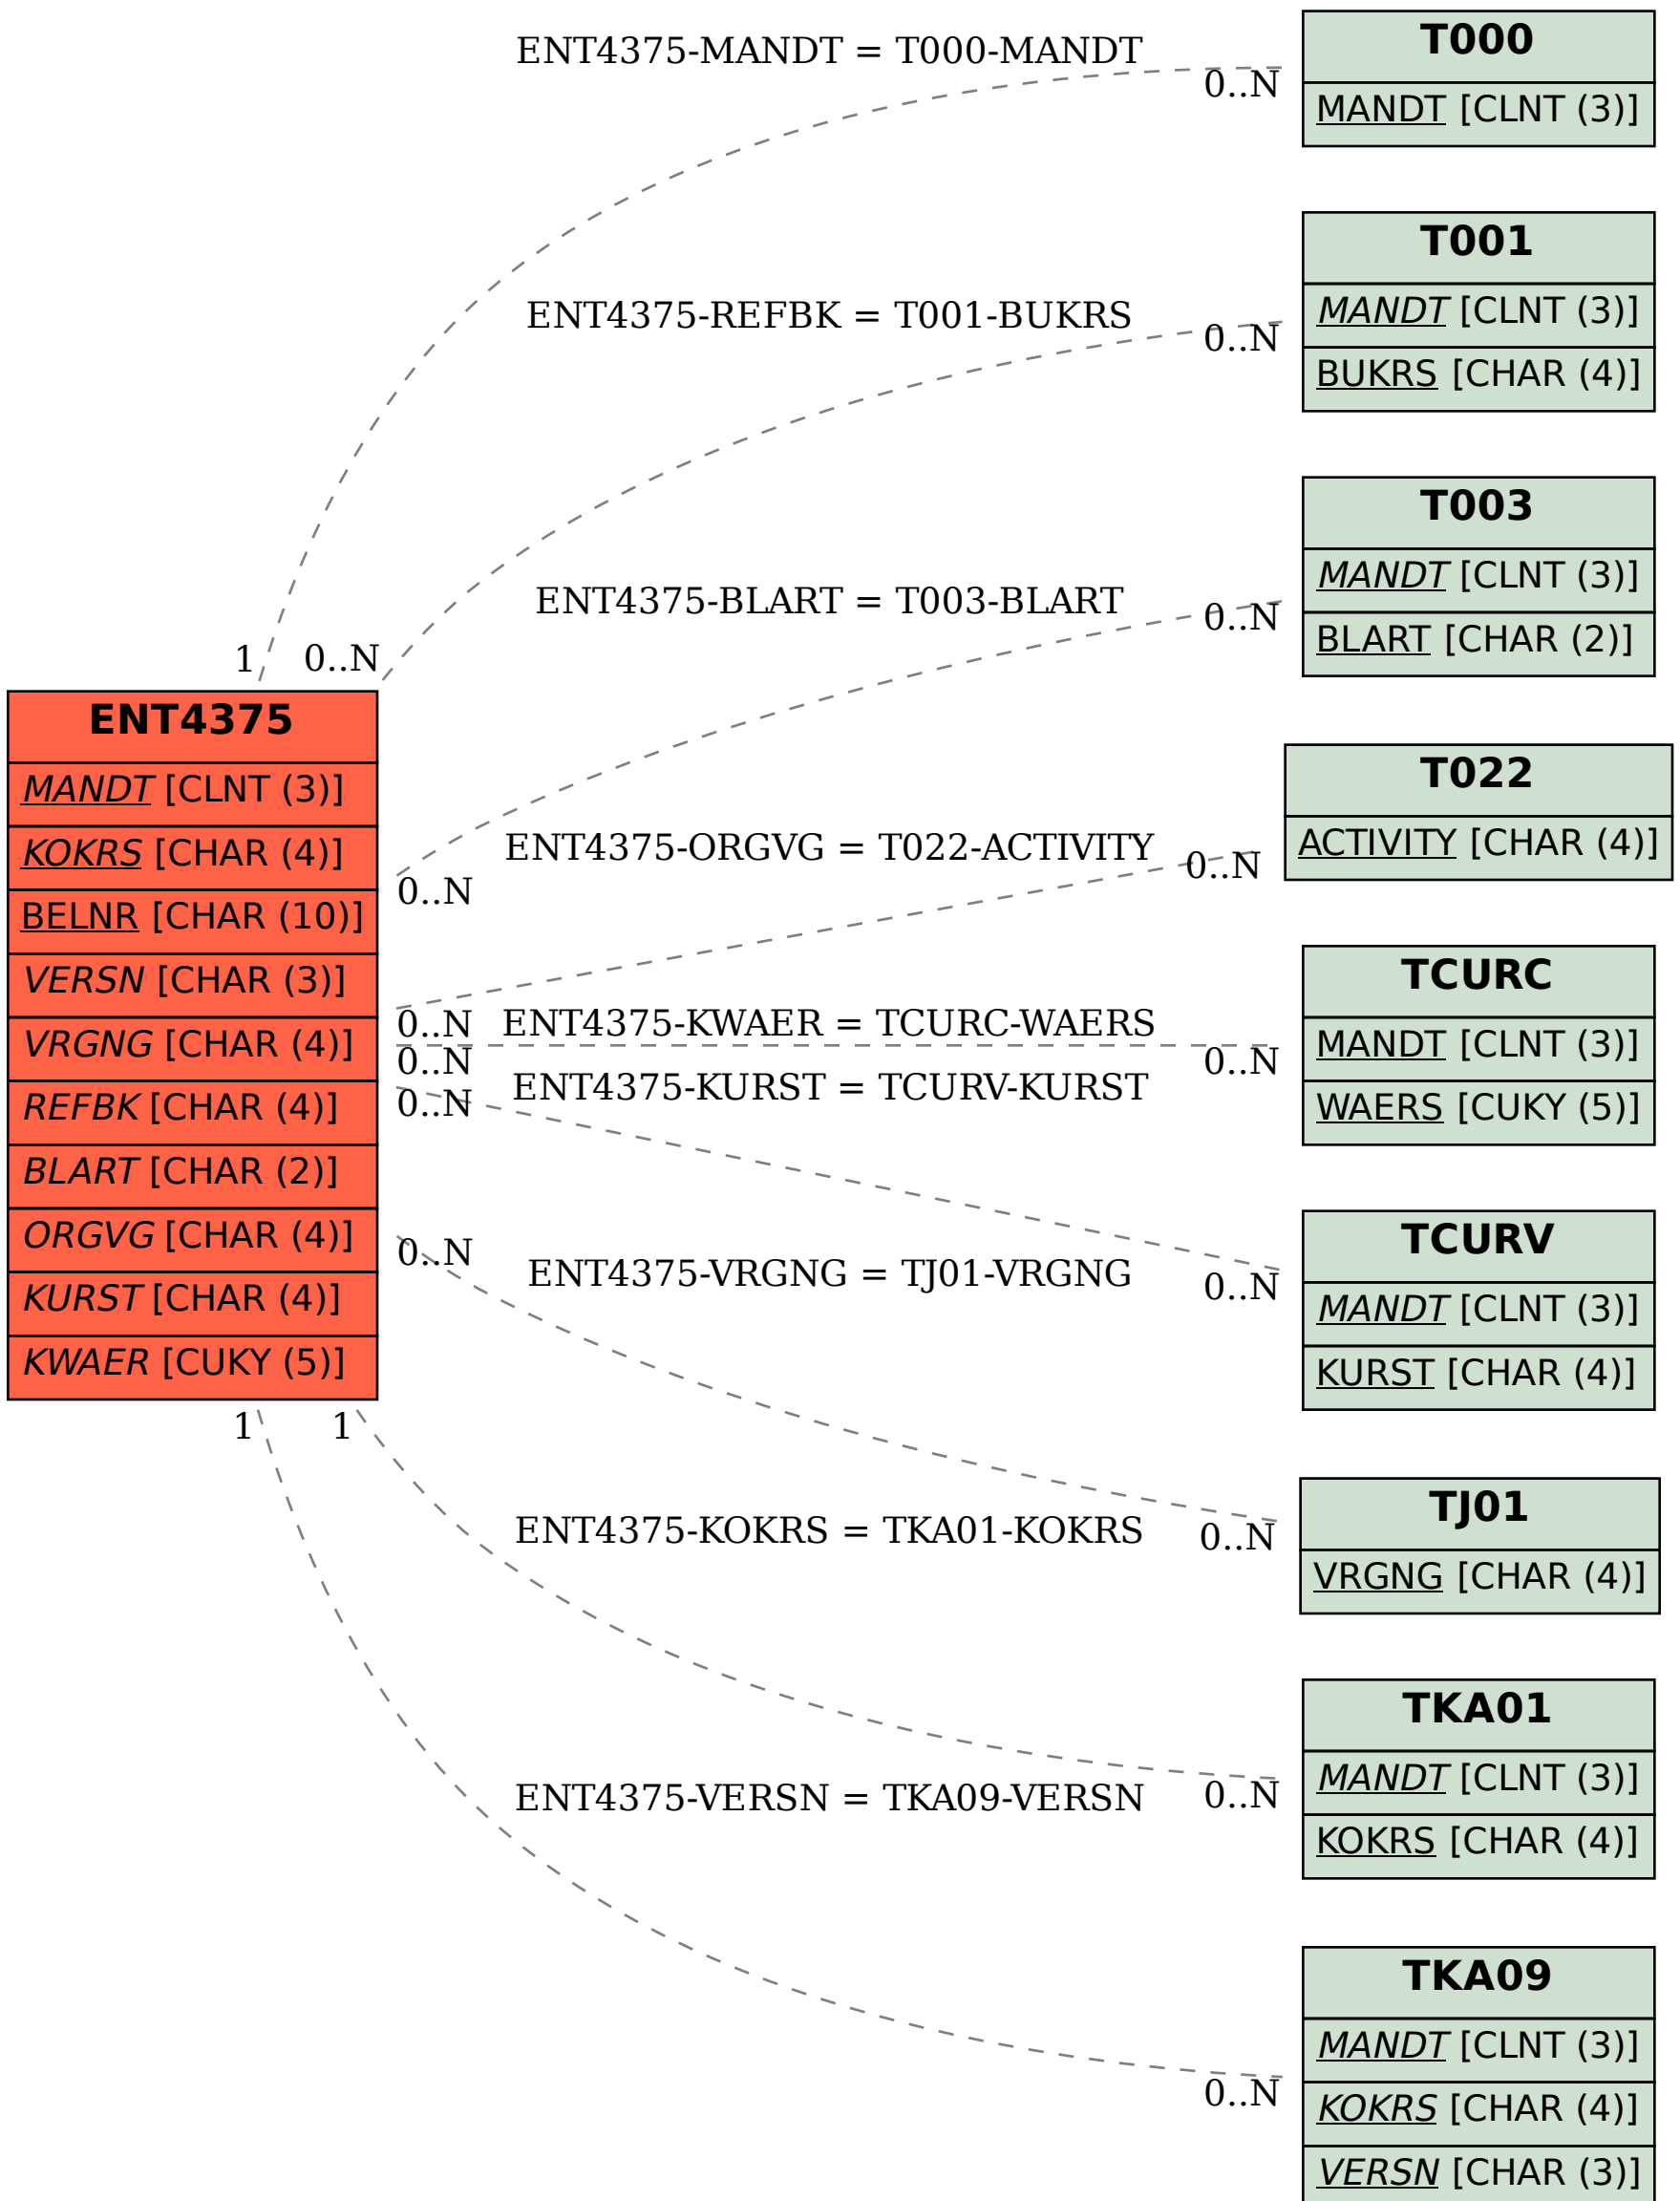 ENT4375-MANDT = T000-MANDT
0..N
T000
MANDT [CLNT (3)]
T001
MANDT [CLNT (3)]
BUKRS [CHAR (4)]
ENT4375-REFBK = T001-BUKRS
0..N
T003
MANDT [CLNT (3)]
BLART [CHAR (2)]
ENT4375-BLART = T003-BLART
0..N
1
0..N
ENT4375
MANDT [CLNT (3)]
KOKRS [CHAR (4)]
BELNR [CHAR (10)]
VERSN [CHAR (3)]
VRGNG [CHAR (4)]
REFBK [CHAR (4)]
BLART [CHAR (2)]
ORGVG [CHAR (4)]
KURST [CHAR (4)]
KWAER [CUKY (5)]
T022
ACTIVITY [CHAR (4)]
ENT4375-ORGVG = T022-ACTIVITY
0..N
0..N
0..N
ENT4375-KWAER = TCURC-WAERS
0..N
0..N
TCURC
MANDT [CLNT (3)]
WAERS [CUKY (5)]
ENT4375-KURST = TCURV-KURST
0..N
0..N
TCURV
MANDT [CLNT (3)]
KURST [CHAR (4)]
0..N
ENT4375-VRGNG = TJ01-VRGNG
0..N
TJ01
VRGNG [CHAR (4)]
1
1
ENT4375-KOKRS = TKA01-KOKRS
0..N
TKA01
MANDT [CLNT (3)]
KOKRS [CHAR (4)]
ENT4375-VERSN = TKA09-VERSN
0..N
TKA09
MANDT [CLNT (3)]
KOKRS [CHAR (4)]
VERSN [CHAR (3)]